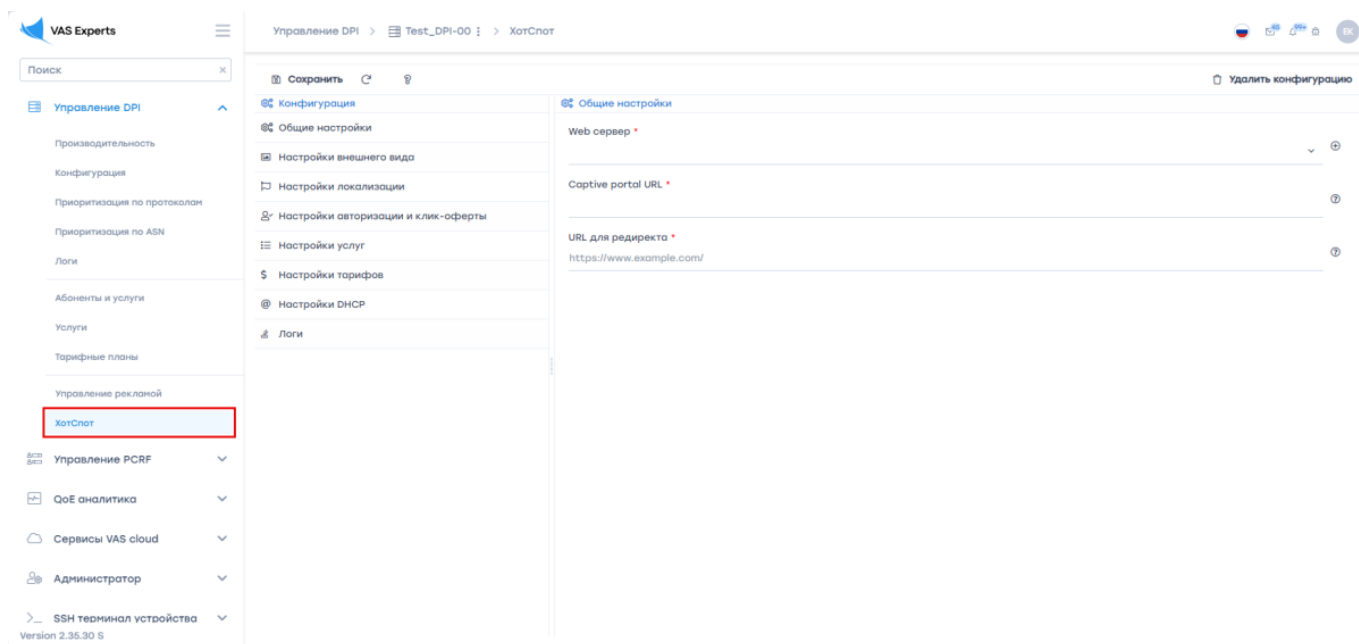 VAS Experts
Управление DPI > Test_DPI-00 > ХотСпот
45
99+
EK
Поиск
Сохранить
Удалить конфигурацию
Управление DPI
Производительность
Конфигурация
Приоритизация по протоколам
Приоритизация по ASN
Логи
Абоненты и услуги
Услуги
Тарифные планы
Управление рекламой
ХотСпот
Управление PCRF
QoE аналитика
Сервисы VAS cloud
Администратор
SSH терминал устройства
Version 2.35.30 S
Конфигурация
Общие настройки
Настройки внешнего вида
Настройки локализации
Настройки авторизации и клик-оферты
Настройки услуг
Настройки тарифов
Настройки DHCP
Логи
Общие настройки
Web сервер *
Captive portal URL *
URL для редиректа *
https://www.example.com/